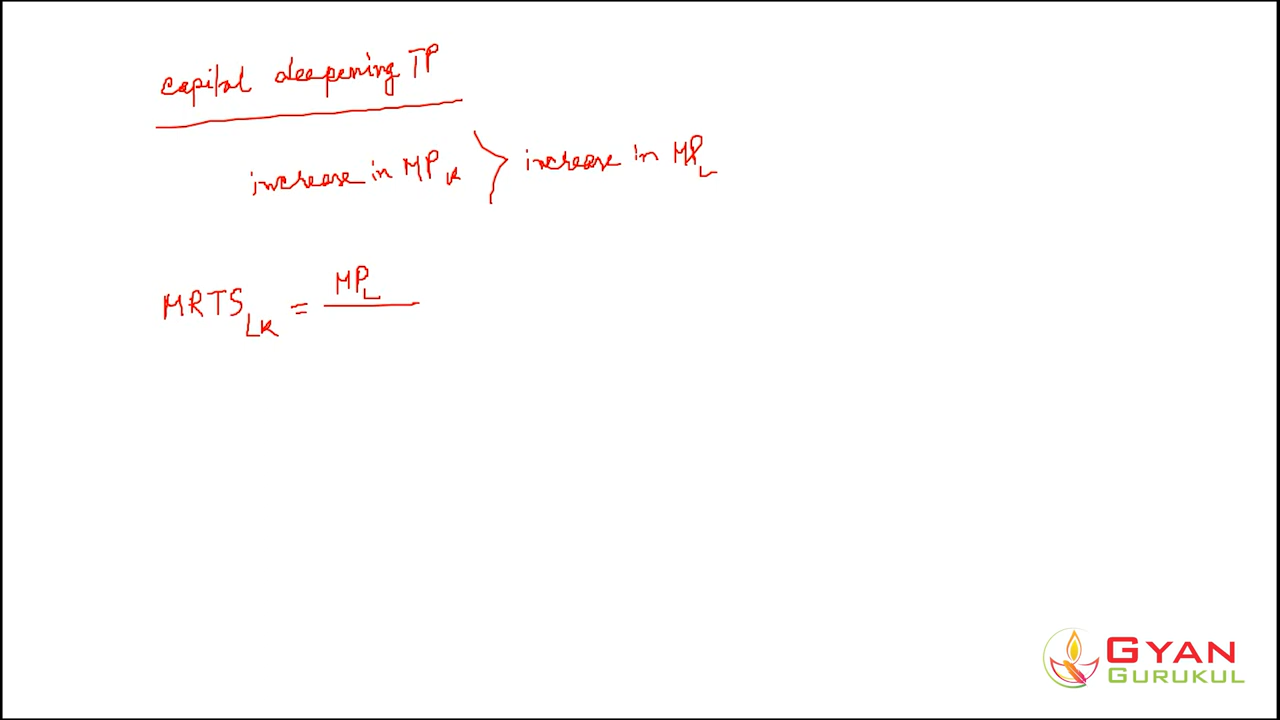 capital deepening TP
increase in MP_K > increase in MP_L
MRTS_LK = MP_L
GYAN
GURUKUL